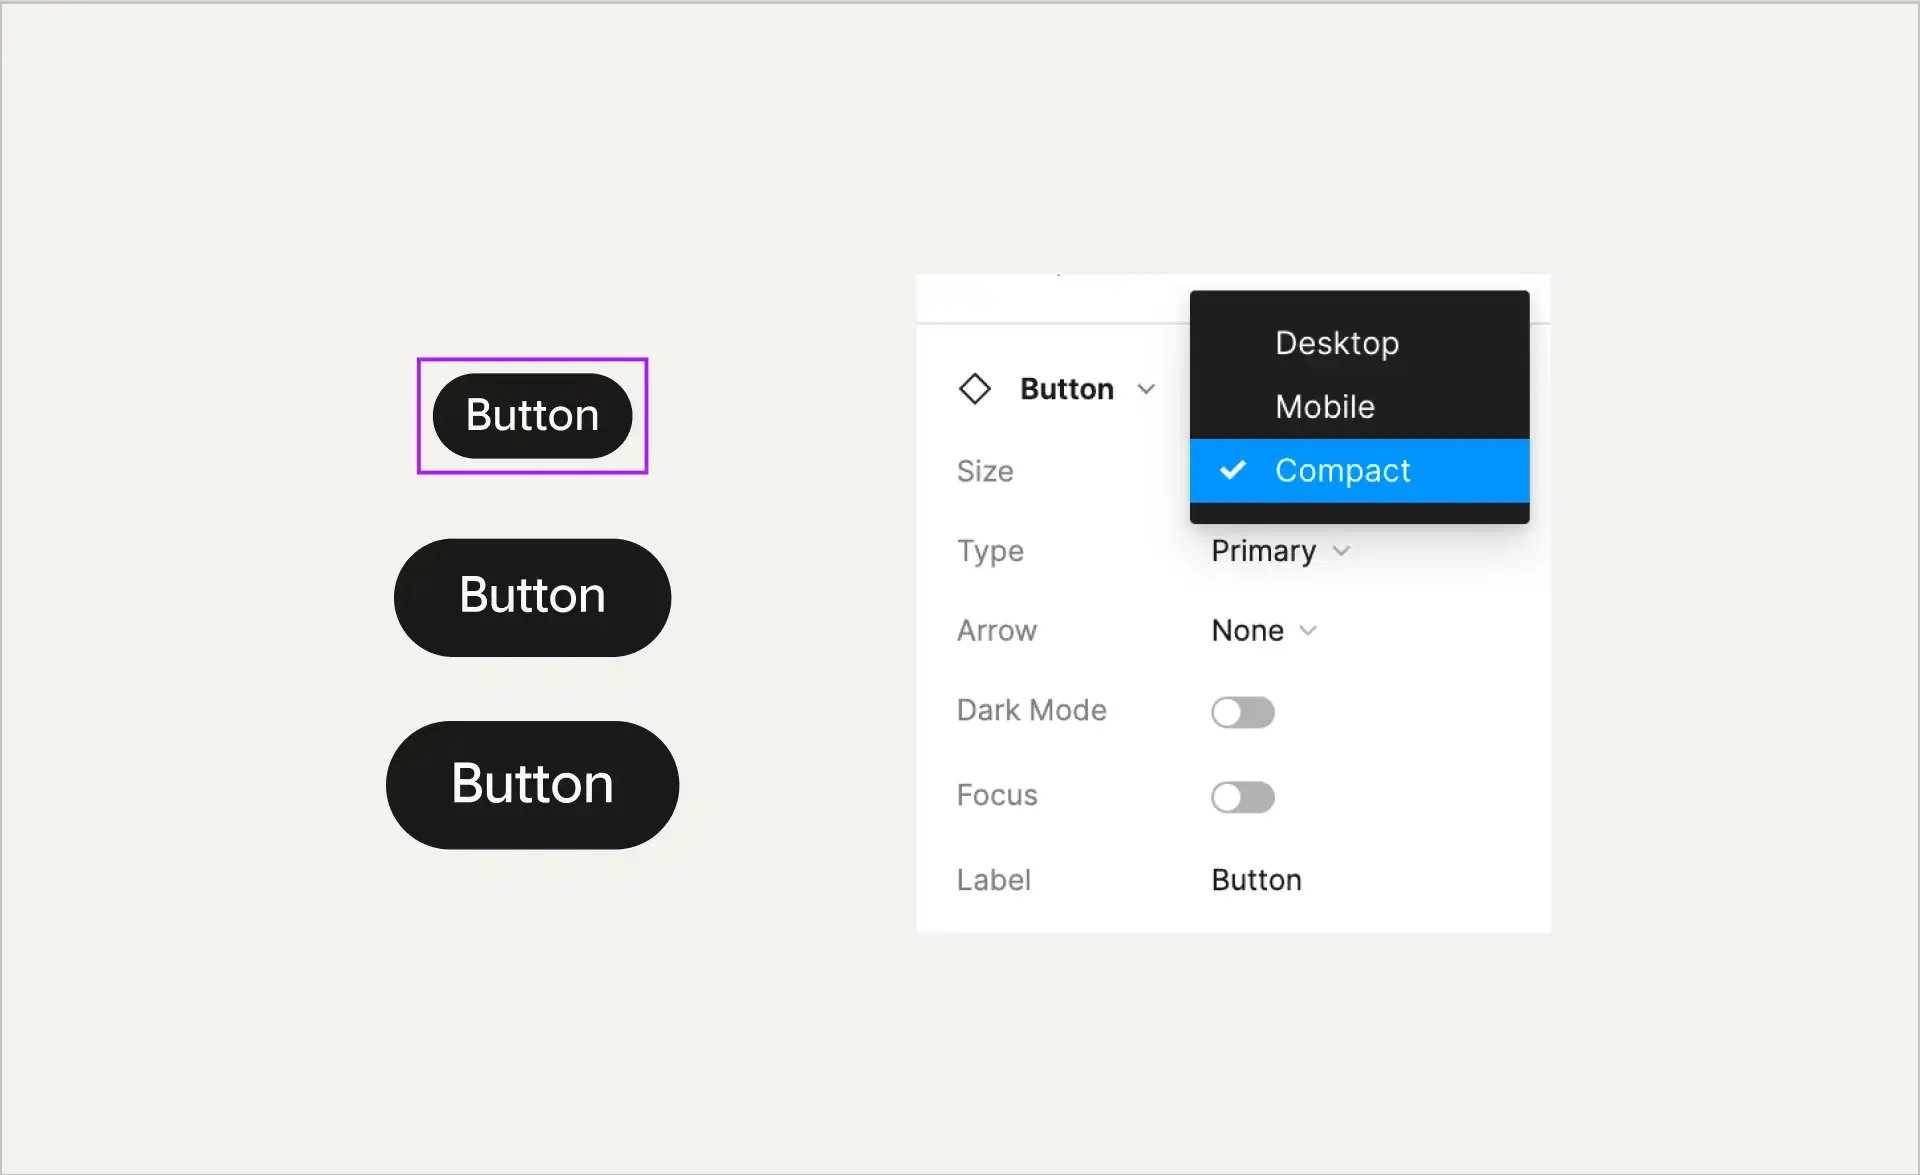 Button
Button
Button
Desktop
Mobile
Compact
Button
Size
Type Primary
Arrow None
Dark Mode
Focus
Label Button